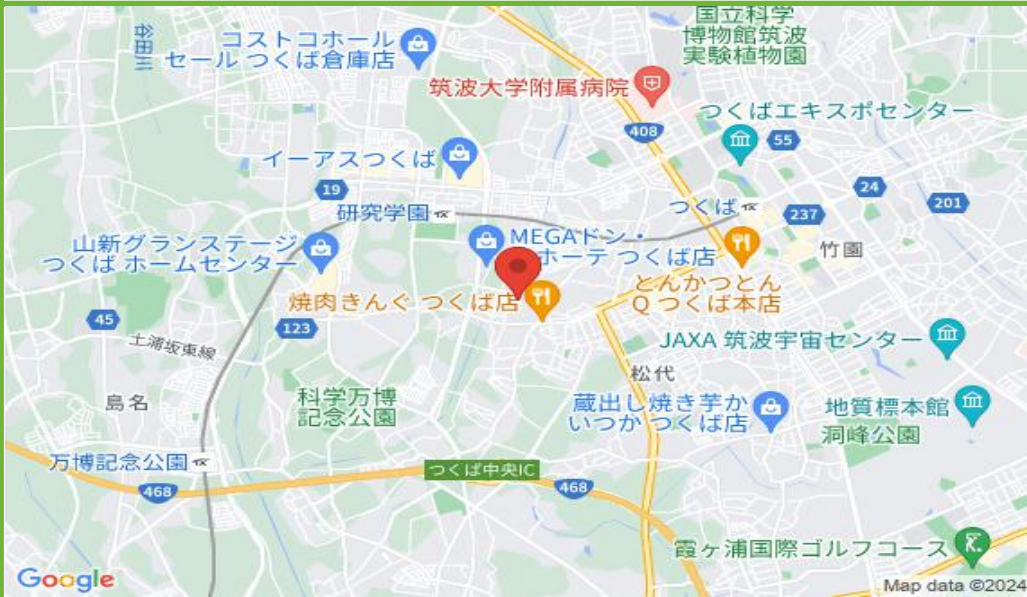 国立科学
博物館筑波
実験植物園
谷田川
コストコホール
セール つくば倉庫店
筑波大学附属病院
408
つくばエキスポセンター
55
イーアスつくば
19
24
201
研究学園
つくば
237
山新グランステージ
つくば ホームセンター
MEGAドン・
ホーテ つくば店
竹園
とんかつとん
Q つくば本店
焼肉きんぐ つくば店
45
123
土浦坂東線
JAXA 筑波宇宙センター
松代
島名
科学万博
記念公園
蔵出し焼き芋か
いつか つくば店
地質標本館
洞峰公園
万博記念公園
つくば中央IC
468
468
霞ヶ浦国際ゴルフコース
Google
Map data ©2024